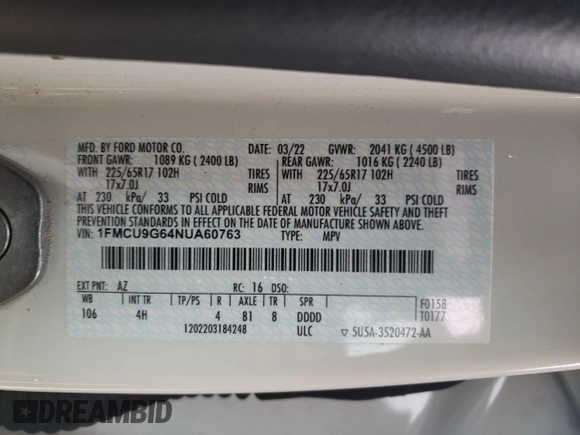 MFD. BY FORD MOTOR CO. DATE: 03/22 GVWR: 2041 KG ( 4500 LB)
FRONT GAWR: 1089 KG ( 2400 LB) REAR GAWR: 1016 KG ( 2240 LB)
WITH 225/65R17 102H TIRES WITH 225/65R17 102H TIRES
17x7.0J RIMS 17x7.0J RIMS
AT 230 kPa/ 33 PSI COLD AT 230 kPa/ 33 PSI COLD
THIS VEHICLE CONFORMS TO ALL APPLICABLE FEDERAL MOTOR VEHICLE SAFETY AND THEFT
PREVENTION STANDARDS IN EFFECT ON THE DATE OF MANUFACTURE SHOWN ABOVE.
VIN: 1FMCU9G64NUA60763 TYPE: MPV
EXT PNT: AZ RC: 16 DSO:
WB INT TR TP/PS R AXLE TR SPR F0158
106 4H 4 81 8 DDDD T0177
1202203184248 ULC ▽ 5U5A-3520472-AA
DREAMBID